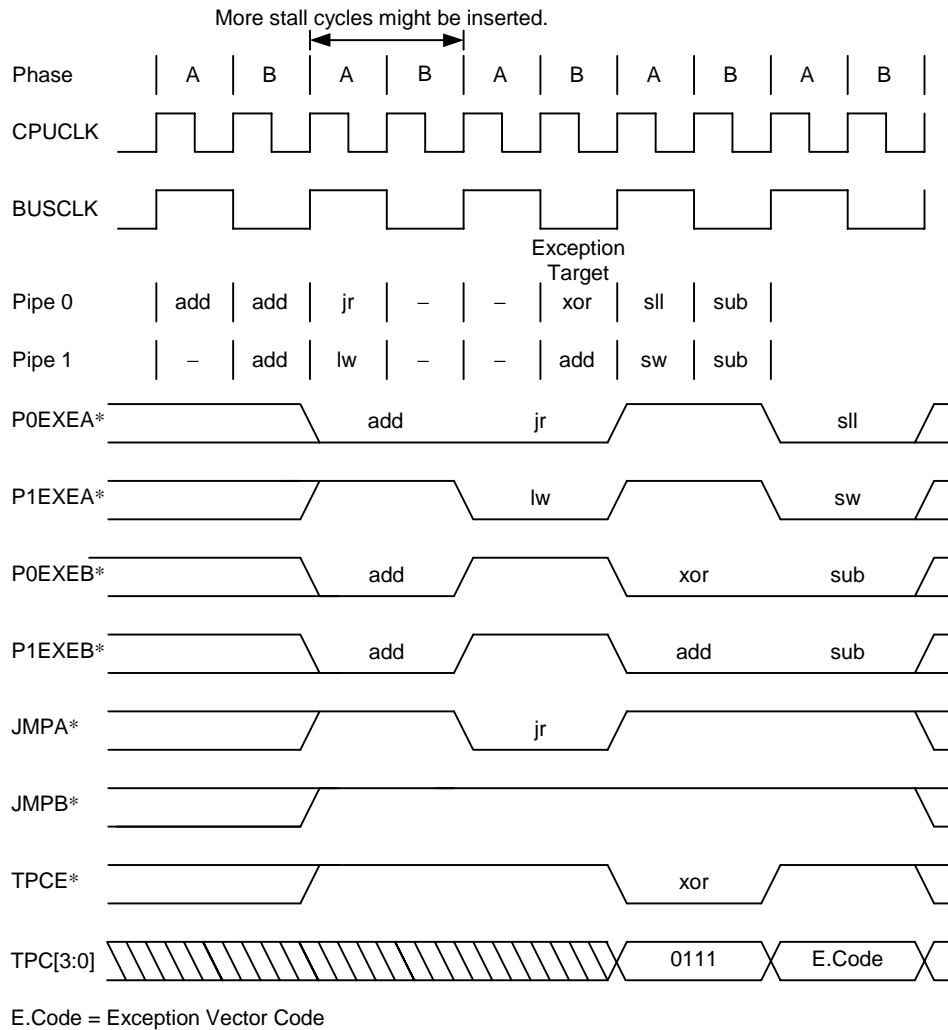 More stall cycles might be inserted.
Phase A B A B A B A B A B
CPUCLK
BUSCLK
Exception
Target
Pipe 0 add add jr – – xor sll sub
Pipe 1 – add lw – – add sw sub
P0EXEA* add jr sll
P1EXEA* lw sw
P0EXEB* add xor sub
P1EXEB* add add sub
JMPA* jr
JMPB*
TPCE* xor
TPC[3:0] 0111 E.Code
E.Code = Exception Vector Code